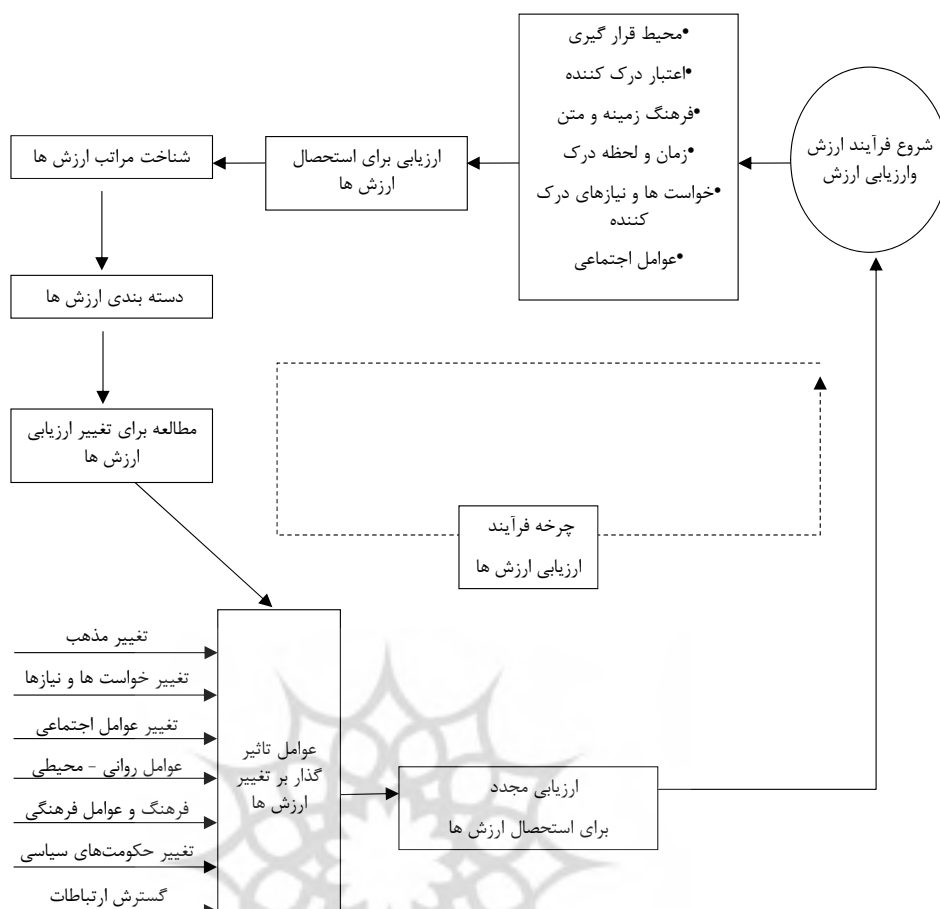 شروع فرآیند ارزش
وارزیابی ارزش
•محیط قرار گیری
•اعتبار درک کننده
•فرهنگ زمینه و متن
•زمان و لحظه درک
•خواست ها و نیازهای درک
کننده
•عوامل اجتماعی
ارزیابی برای استحصال
ارزش ها
شناخت مراتب ارزش ها
دسته بندی ارزش ها
مطالعه برای تغییر ارزیابی
ارزش ها
چرخه فرآیند
ارزیابی ارزش ها
تغییر مذهب
تغییر خواست ها و نیازها
تغییر عوامل اجتماعی
عوامل روانی - محیطی
فرهنگ و عوامل فرهنگی
تغییر حکومت‌های سیاسی
گسترش ارتباطات
عوامل تاثیر
گذار بر تغییر
ارزش ها
ارزیابی مجدد
برای استحصال ارزش ها